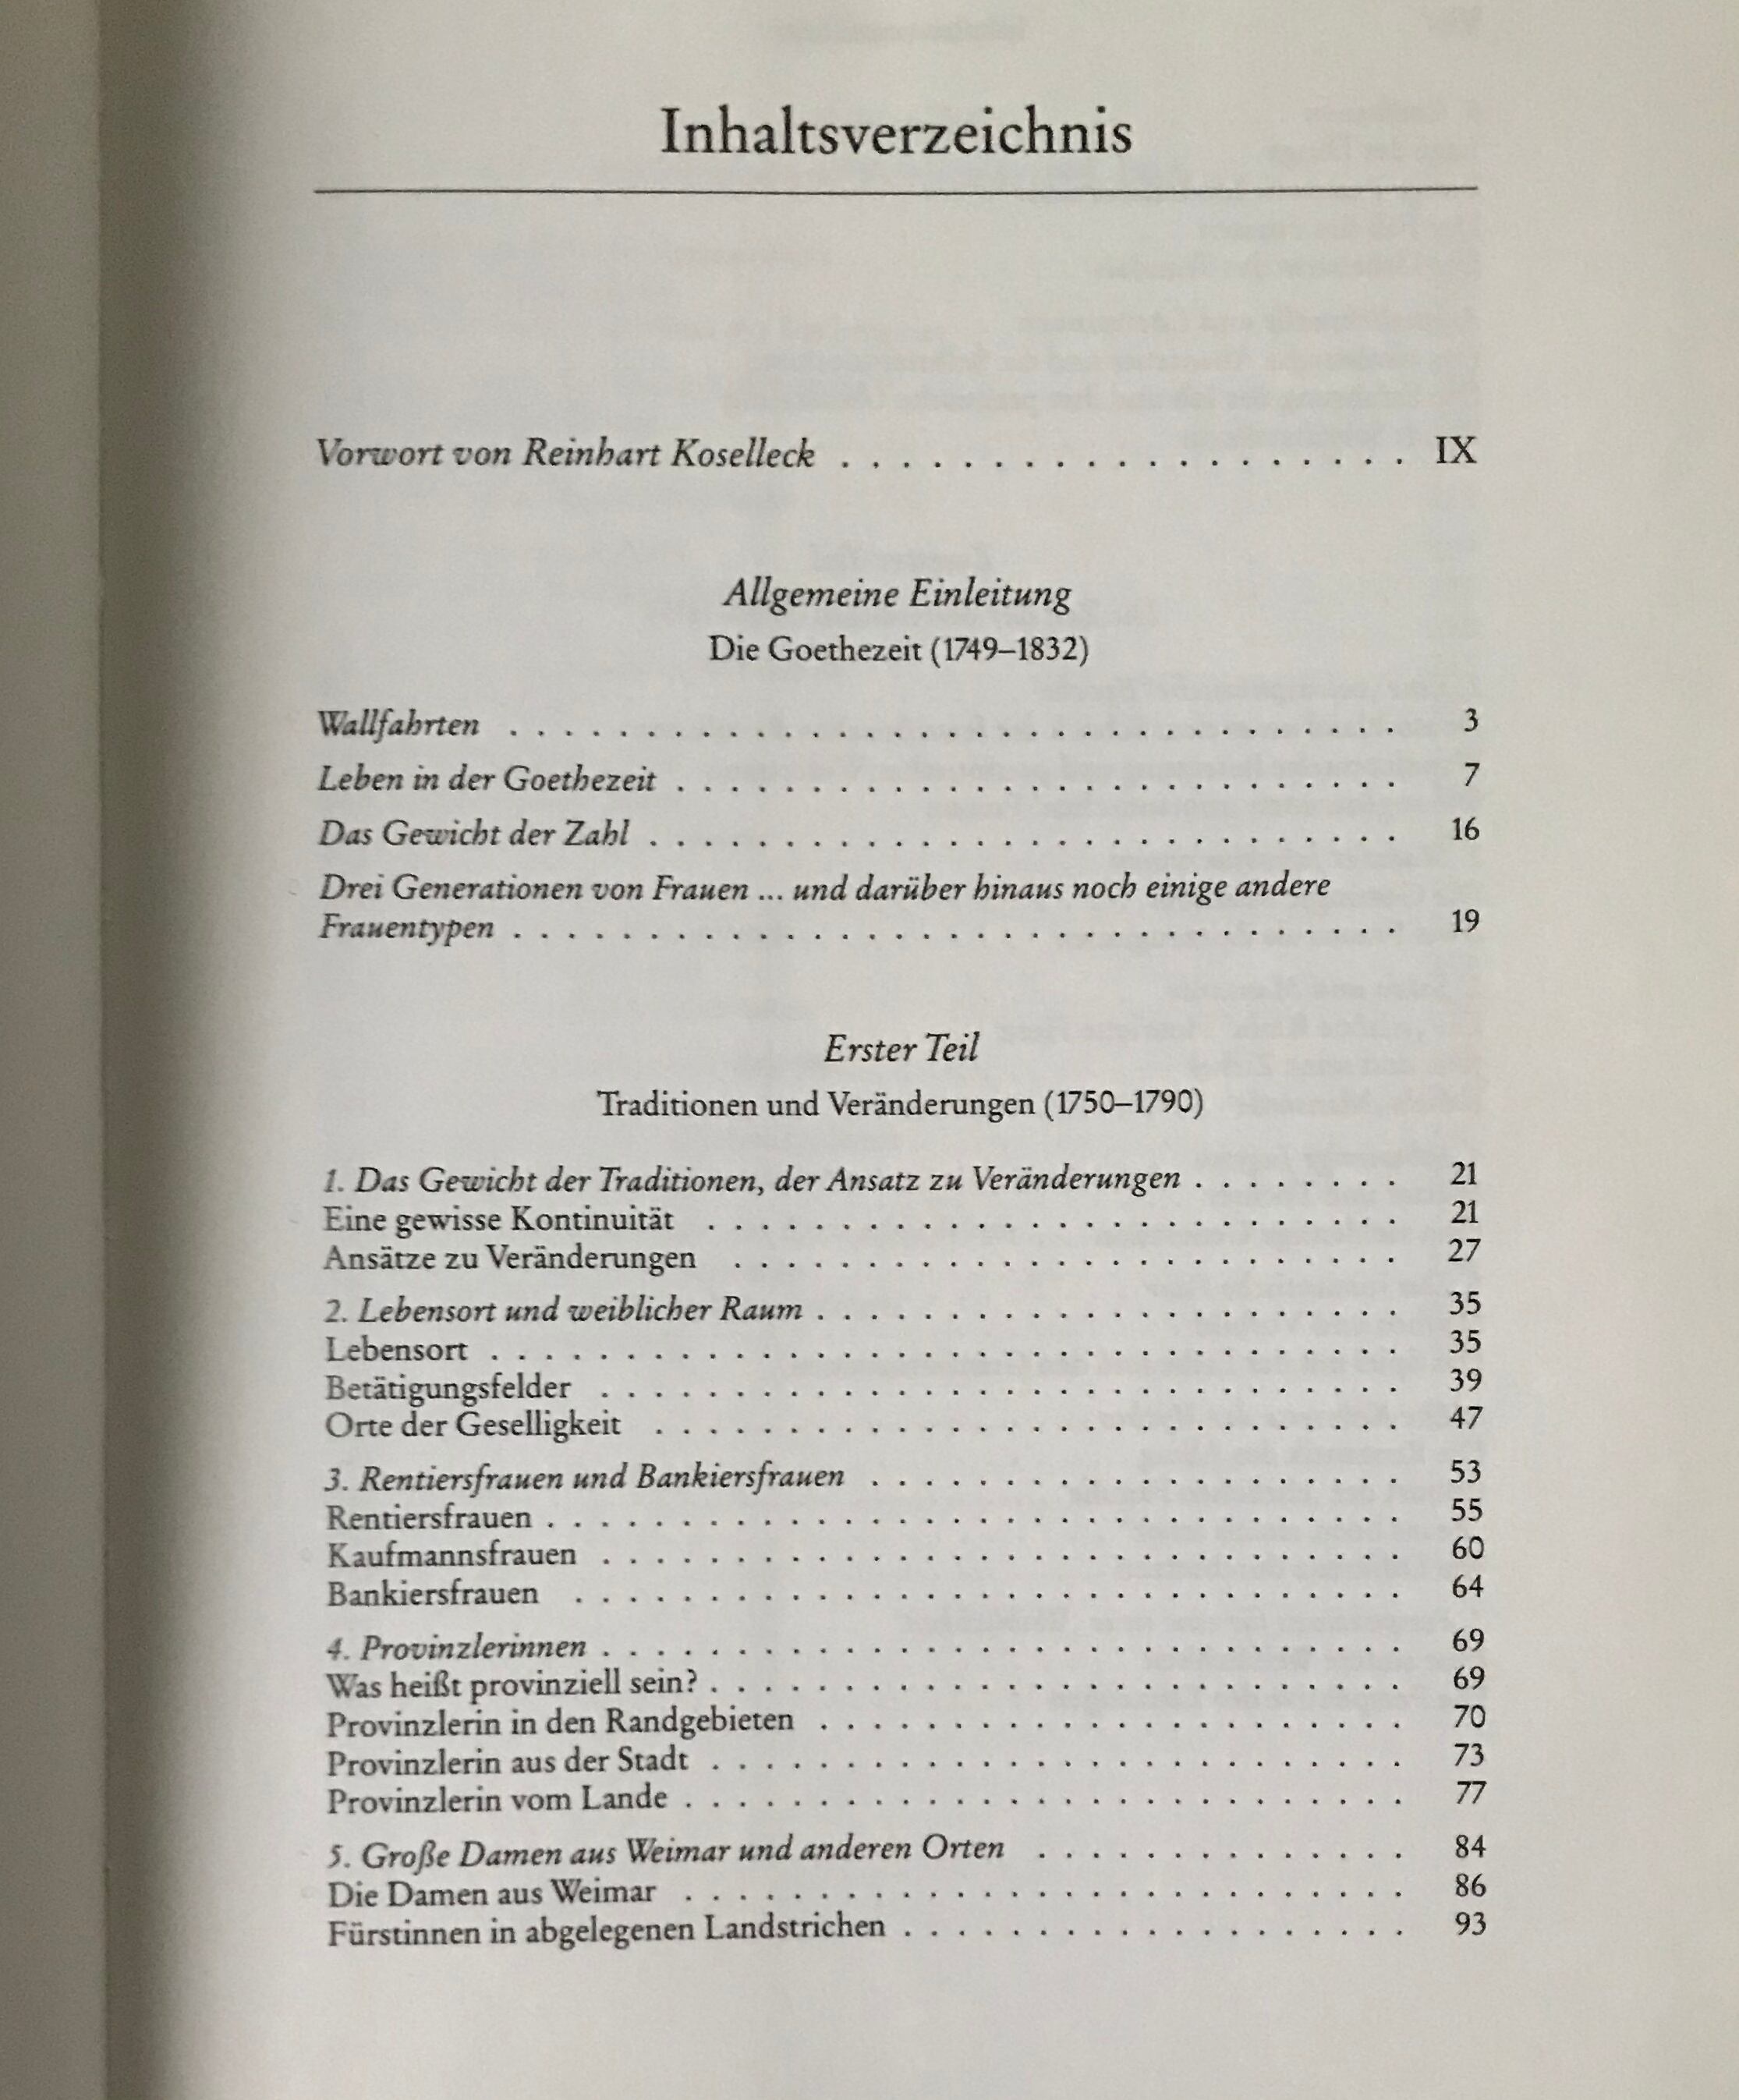 Inhaltsverzeichnis
Vorwort von Reinhart Koselleck . . . . . . . . . . . . . . . . . . . IX
Allgemeine Einleitung
Die Goethezeit (1749–1832)
Wallfahrten . . . . . . . . . . . . . . . . . . . . . . . . . . . . . . . . . 3
Leben in der Goethezeit . . . . . . . . . . . . . . . . . . . . . . . . . . . 7
Das Gewicht der Zahl . . . . . . . . . . . . . . . . . . . . . . . . . . . . 16
Drei Generationen von Frauen ... und darüber hinaus noch einige andere
Frauentypen . . . . . . . . . . . . . . . . . . . . . . . . . . . . . . . . . 19
Erster Teil
Traditionen und Veränderungen (1750–1790)
1. Das Gewicht der Traditionen, der Ansatz zu Veränderungen . . . . . . . . 21
Eine gewisse Kontinuität . . . . . . . . . . . . . . . . . . . . . . . . . . 21
Ansätze zu Veränderungen . . . . . . . . . . . . . . . . . . . . . . . . . 27
2. Lebensort und weiblicher Raum . . . . . . . . . . . . . . . . . . . . . . 35
Lebensort . . . . . . . . . . . . . . . . . . . . . . . . . . . . . . . . . . 35
Betätigungsfelder . . . . . . . . . . . . . . . . . . . . . . . . . . . . . . 39
Orte der Geselligkeit . . . . . . . . . . . . . . . . . . . . . . . . . . . . 47
3. Rentiersfrauen und Bankiersfrauen . . . . . . . . . . . . . . . . . . . . 53
Rentiersfrauen . . . . . . . . . . . . . . . . . . . . . . . . . . . . . . . . 55
Kaufmannsfrauen . . . . . . . . . . . . . . . . . . . . . . . . . . . . . . 60
Bankiersfrauen . . . . . . . . . . . . . . . . . . . . . . . . . . . . . . . 64
4. Provinzlerinnen . . . . . . . . . . . . . . . . . . . . . . . . . . . . . . 69
Was heißt provinziell sein? . . . . . . . . . . . . . . . . . . . . . . . . . . 69
Provinzlerin in den Randgebieten . . . . . . . . . . . . . . . . . . . . . . 70
Provinzlerin aus der Stadt . . . . . . . . . . . . . . . . . . . . . . . . . . 73
Provinzlerin vom Lande . . . . . . . . . . . . . . . . . . . . . . . . . . . 77
5. Große Damen aus Weimar und anderen Orten . . . . . . . . . . . . . . 84
Die Damen aus Weimar . . . . . . . . . . . . . . . . . . . . . . . . . . . 86
Fürstinnen in abgelegenen Landstrichen . . . . . . . . . . . . . . . . . . . 93